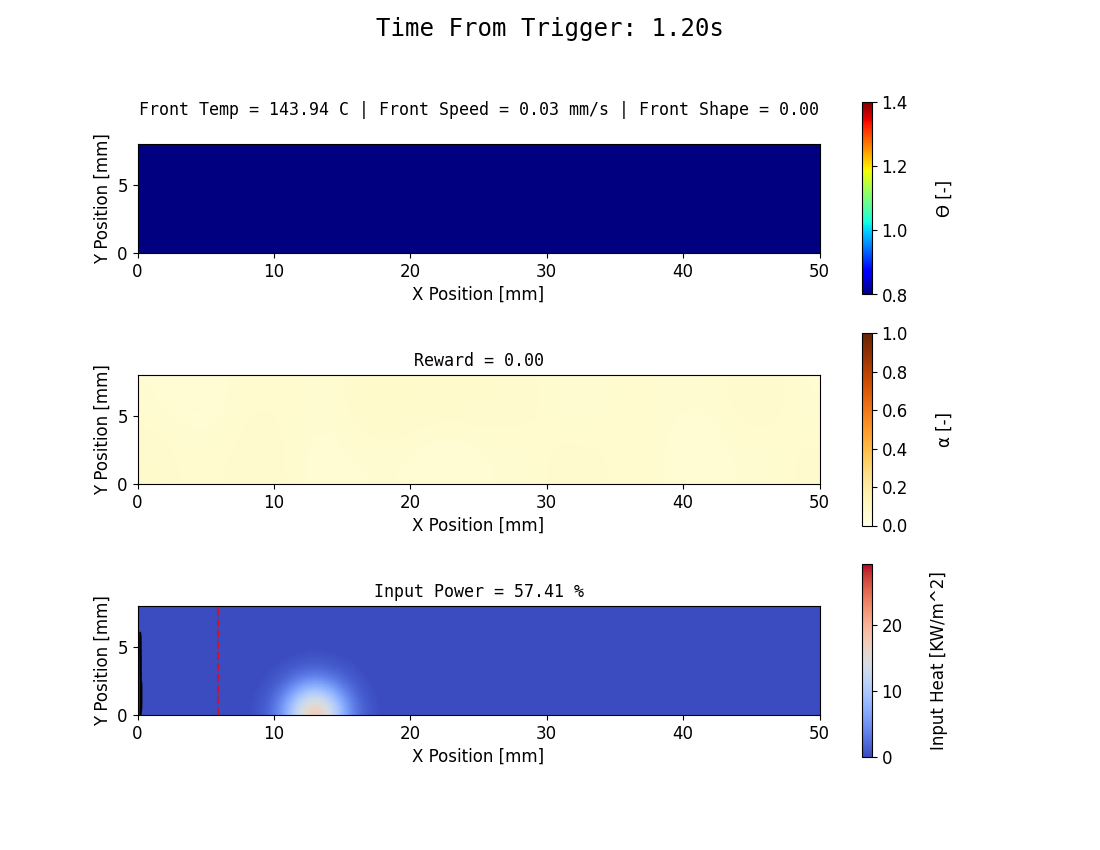 Time From Trigger: 1.20s
Front Temp = 143.94 C | Front Speed = 0.03 mm/s | Front Shape = 0.00
Y Position [mm]
5
0
0 10 20 30 40 50
X Position [mm]
1.4
1.2
1.0
0.8
Θ [-]
Reward = 0.00
Y Position [mm]
5
0
0 10 20 30 40 50
X Position [mm]
1.0
0.8
0.6
0.4
0.2
0.0
α [-]
Input Power = 57.41 %
Y Position [mm]
5
0
0 10 20 30 40 50
X Position [mm]
20
10
0
Input Heat [KW/m^2]